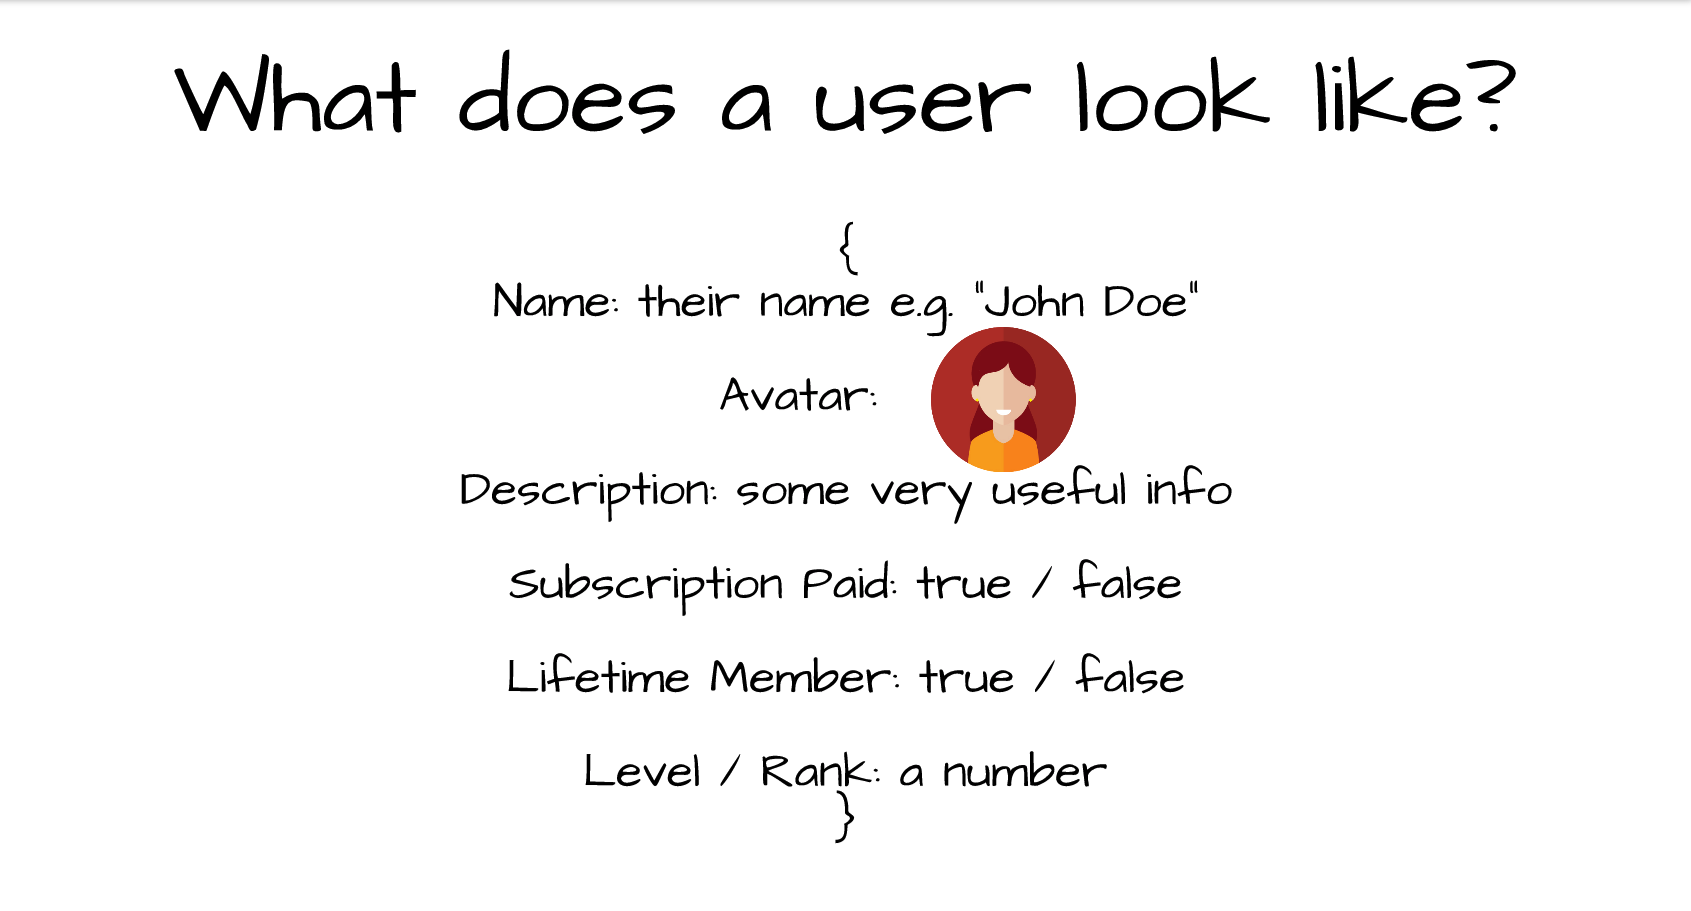 What does a user look like?
{
Name: their name e.g. "John Doe"
Avatar:
Description: some very useful info
Subscription Paid: true / false
Lifetime Member: true / false
Level / Rank: a number
}